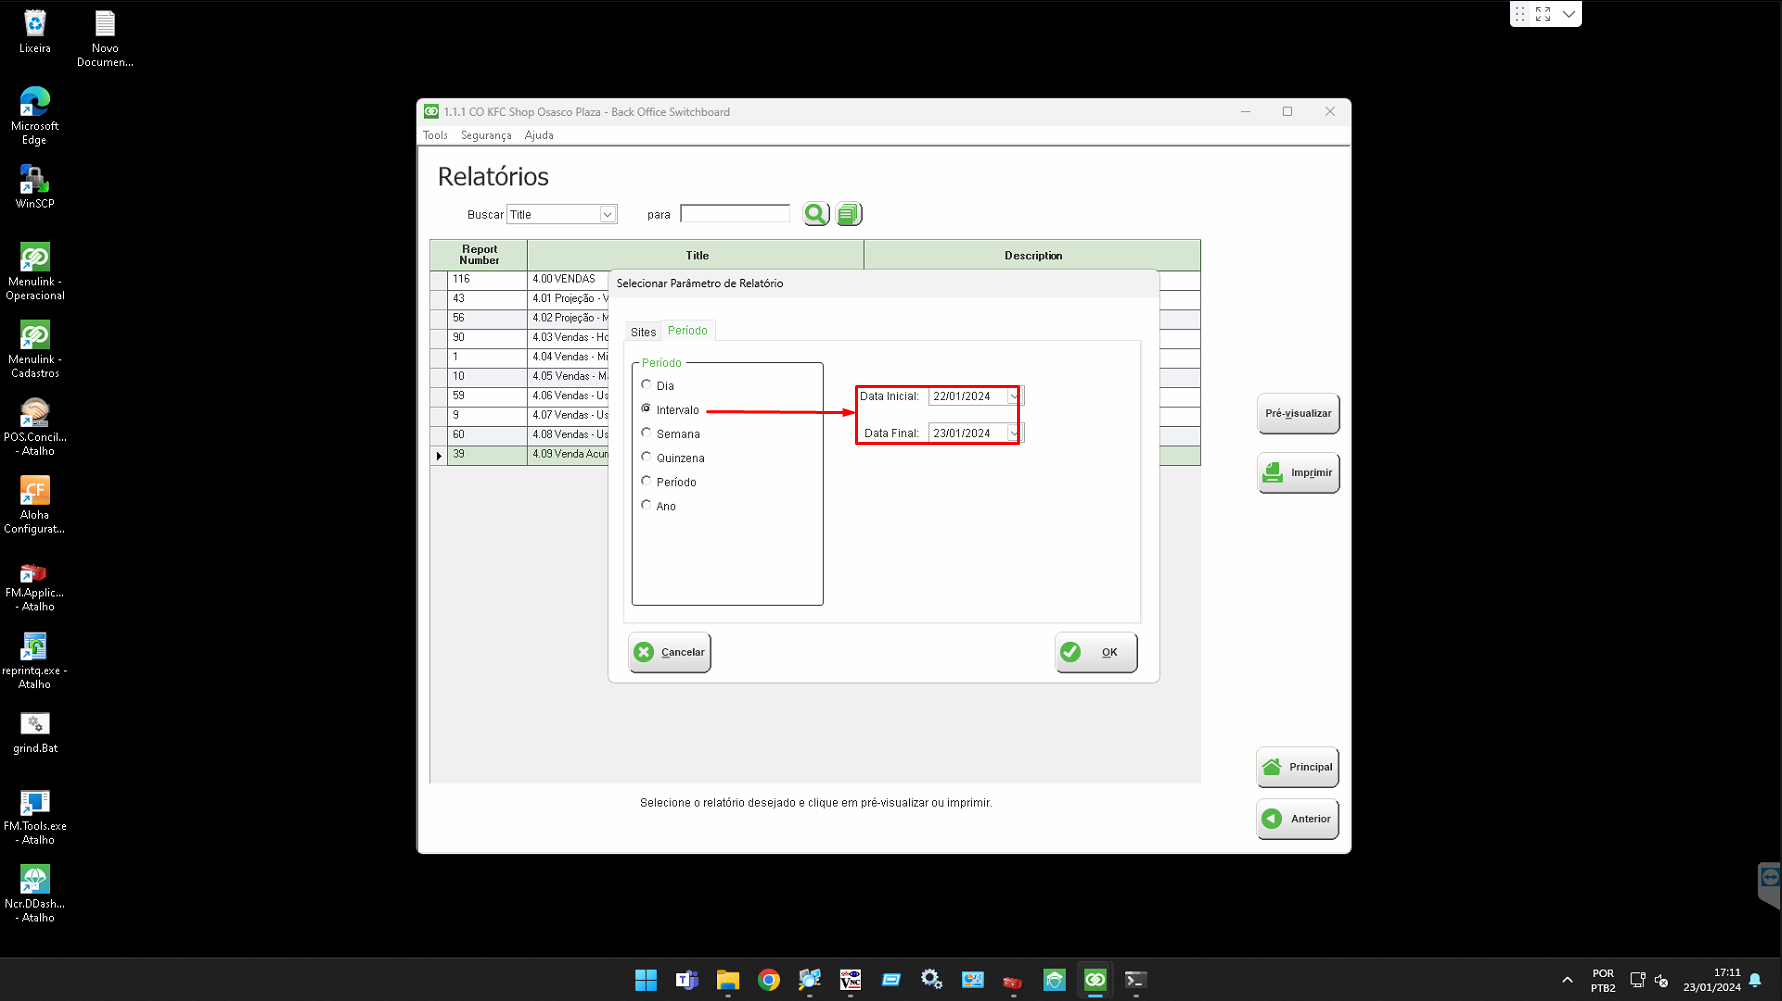 Lixeira
Novo
Documen...
Microsoft
Edge
WinSCP
Menulink -
Operacional
Menulink -
Cadastros
POS.Concil...
- Atalho
CF
Aloha
Configurat...
FM.Applic...
- Atalho
reprintq.exe -
Atalho
grind.Bat
FM.Tools.exe
- Atalho
Ncr.DDash...
- Atalho
1.1.1 CO KFC Shop Osasco Plaza - Back Office Switchboard
Tools Segurança Ajuda
Relatórios
Buscar Title para
Report Number Title Description
116 4.00 VENDAS
43 4.01 Projeção - V
56 4.02 Projeção - M
90 4.03 Vendas - Ho
1 4.04 Vendas - Mi
10 4.05 Vendas - Ma
59 4.06 Vendas - Us
9 4.07 Vendas - Us
60 4.08 Vendas - Us
39 4.09 Venda Acum
Selecionar Parâmetro de Relatório
Sites Período
Período
Dia
Intervalo
Semana
Quinzena
Período
Ano
Data Inicial: 22/01/2024
Data Final: 23/01/2024
Cancelar
OK
Pré-visualizar
Imprimir
Principal
Anterior
Selecione o relatório desejado e clique em pré-visualizar ou imprimir.
VNC
POR
PTB2
17:11
23/01/2024